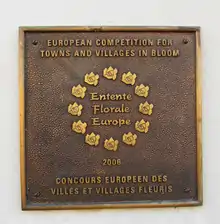 EUROPEAN COMPETITION FOR
TOWNS AND VILLAGES IN BLOOM
Entente
Florale
Europe
2006
CONCOURS EUROPEEN DES
VILLES ET VILLAGES FLEURIS